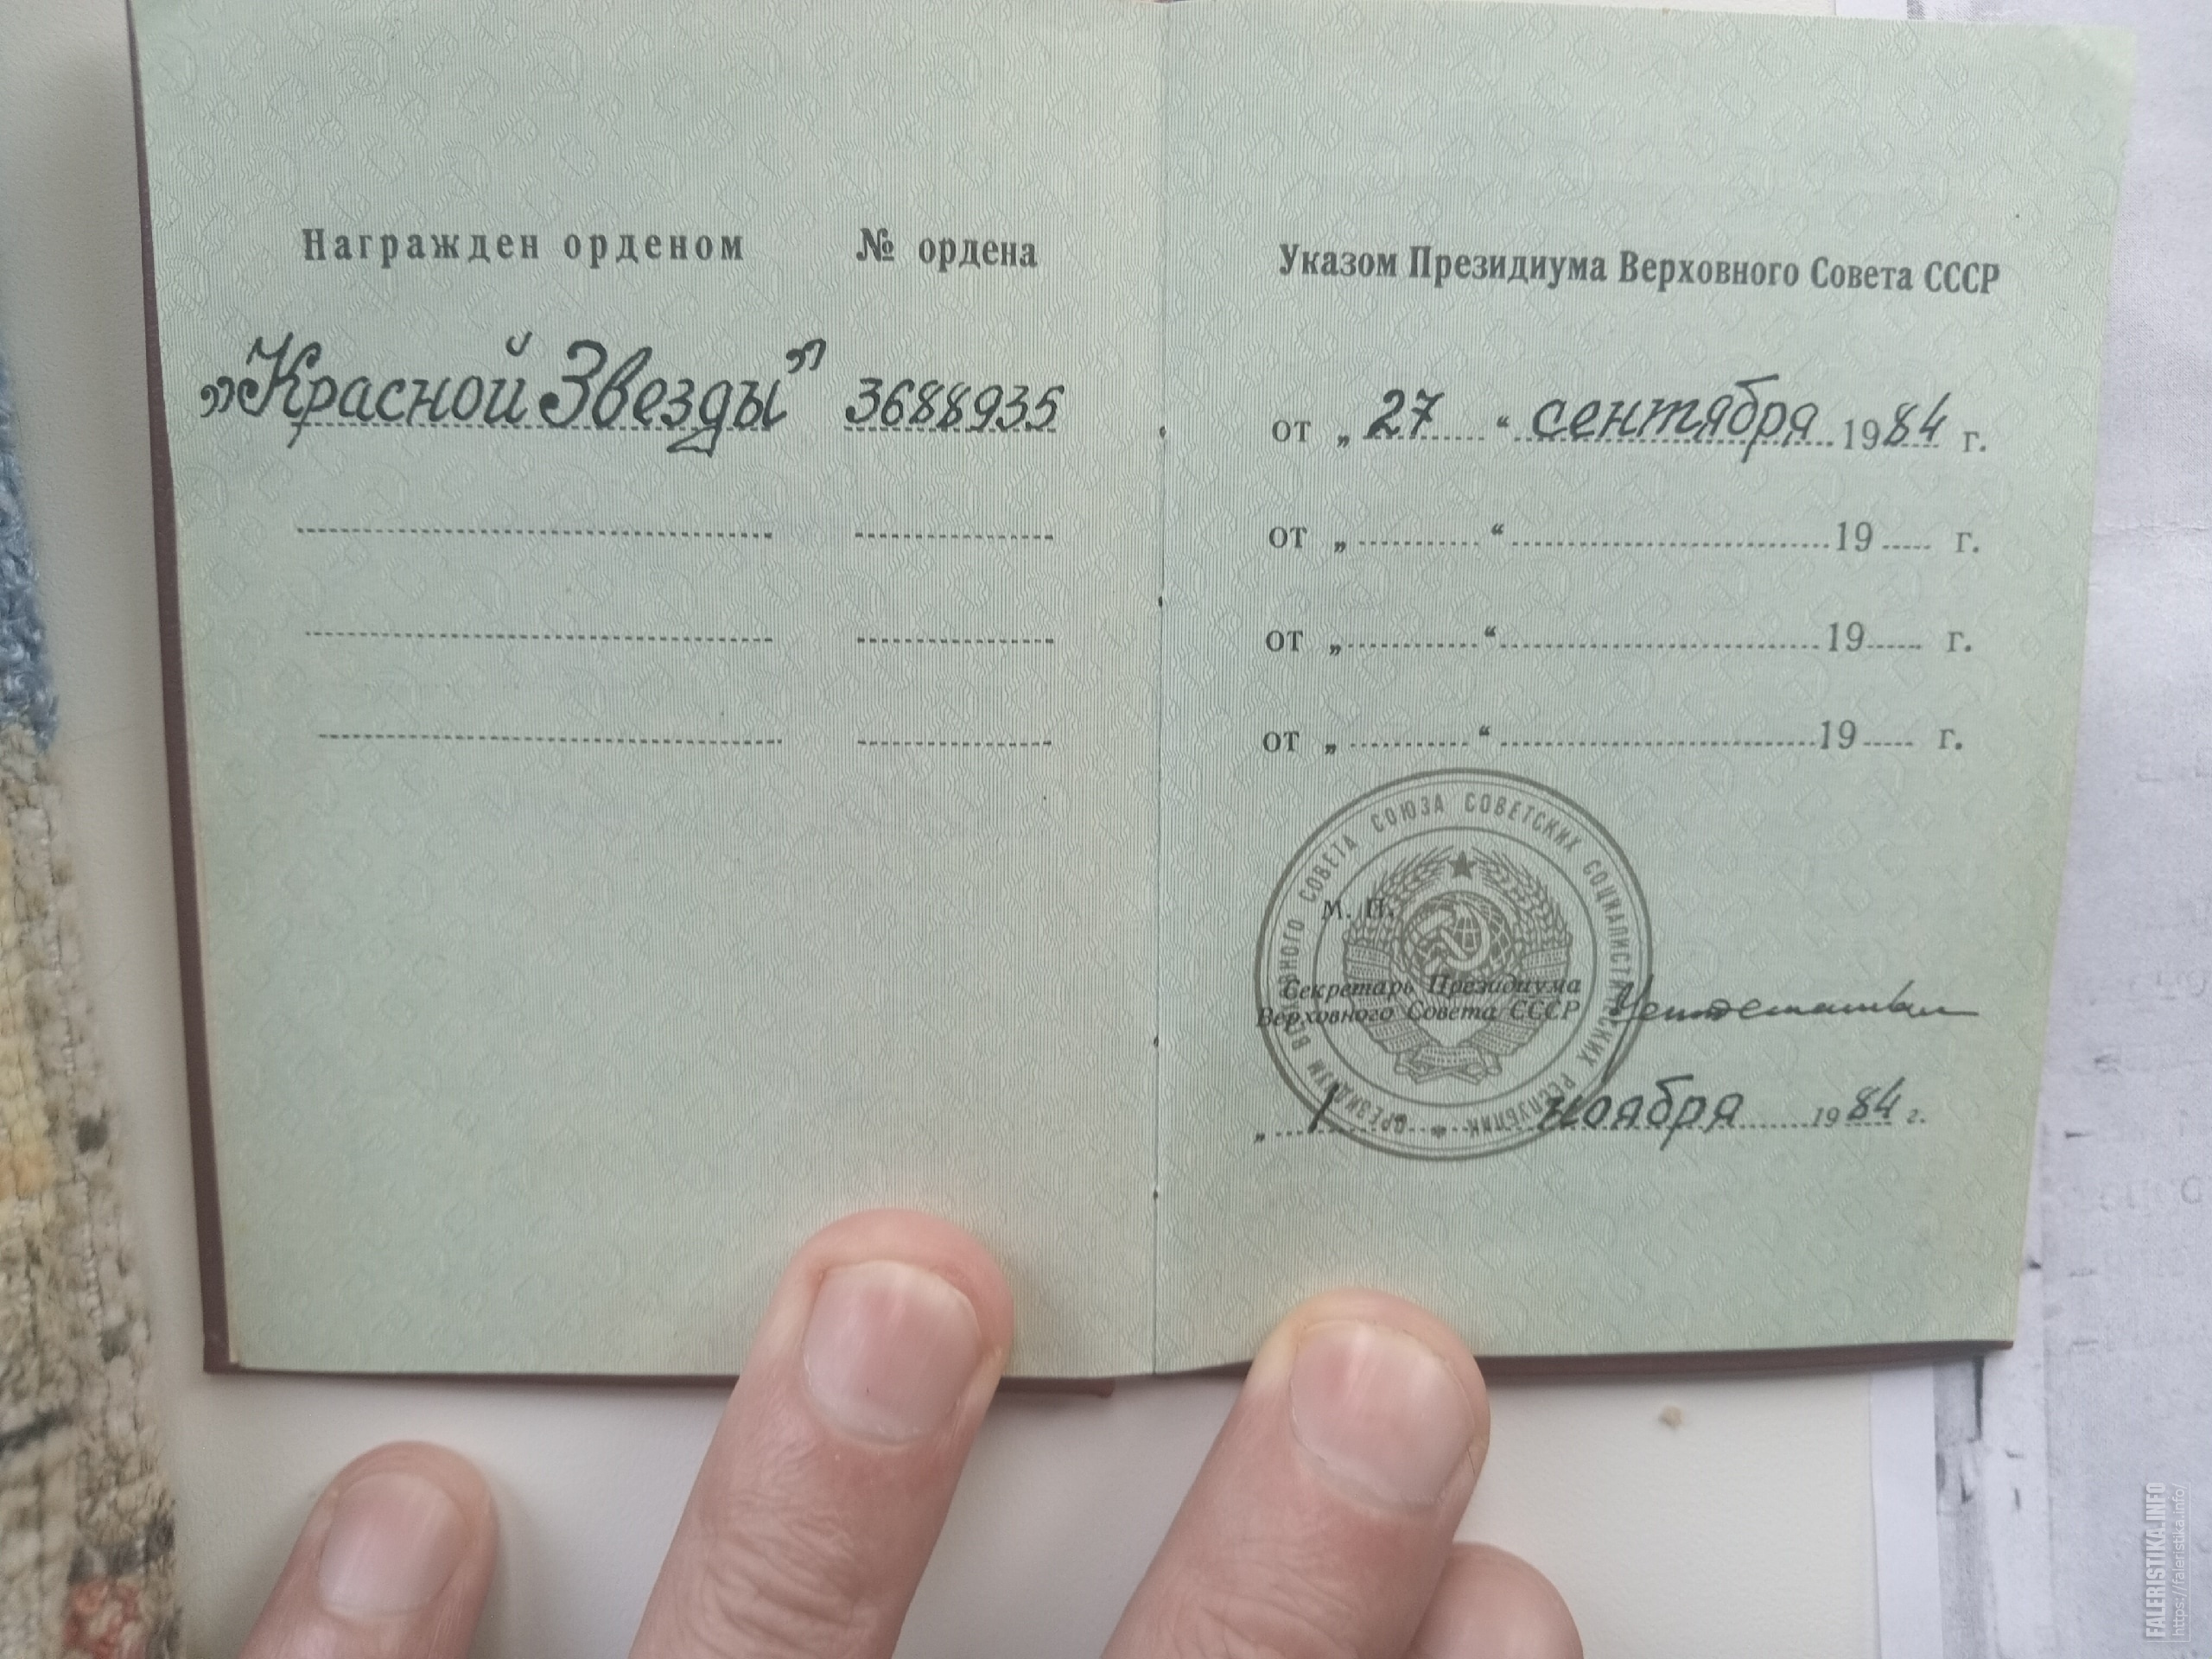 Награжден орденом № ордена
„Красной Звезды” 3688935
Указом Президиума Верховного Совета СССР
от „ 27 “ сентября 1984 г.
от „ “ 19 г.
от „ “ 19 г.
от „ “ 19 г.
ПРЕЗИДИУМ ВЕРХОВНОГО СОВЕТА СОЮЗА СОВЕТСКИХ СОЦИАЛИСТИЧЕСКИХ РЕСПУБЛИК
М. П.
Секретарь Президиума
Верховного Совета СССР
„ 1 ноября 1984 г.
FALERISTIKA.INFO
https://faleristika.info/